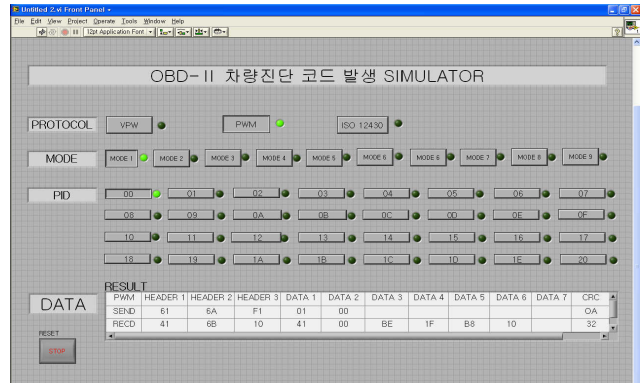 Untitled 2.vi Front Panel
File Edit View Project Operate Tools Window Help
12pt Application Font
OBD-II 차량진단 코드 발생 SIMULATOR
PROTOCOL VPW PWM ISO 12430
MODE MODE 1 MODE 2 MODE 3 MODE 4 MODE 5 MODE 6 MODE 6 MODE 7 MODE 8 MODE 9
PID 00 01 02 03 04 05 06 07
08 09 0A 0B 0C 0D 0E 0F
10 11 12 13 14 15 16 17
18 19 1A 1B 1C 1D 1E 20
RESULT
DATA
PWM HEADER 1 HEADER 2 HEADER 3 DATA 1 DATA 2 DATA 3 DATA 4 DATA 5 DATA 6 DATA 7 CRC
SEND 61 6A F1 01 00 0A
RECD 41 6B 10 41 00 BE 1F B8 10 32
RESET
STOP